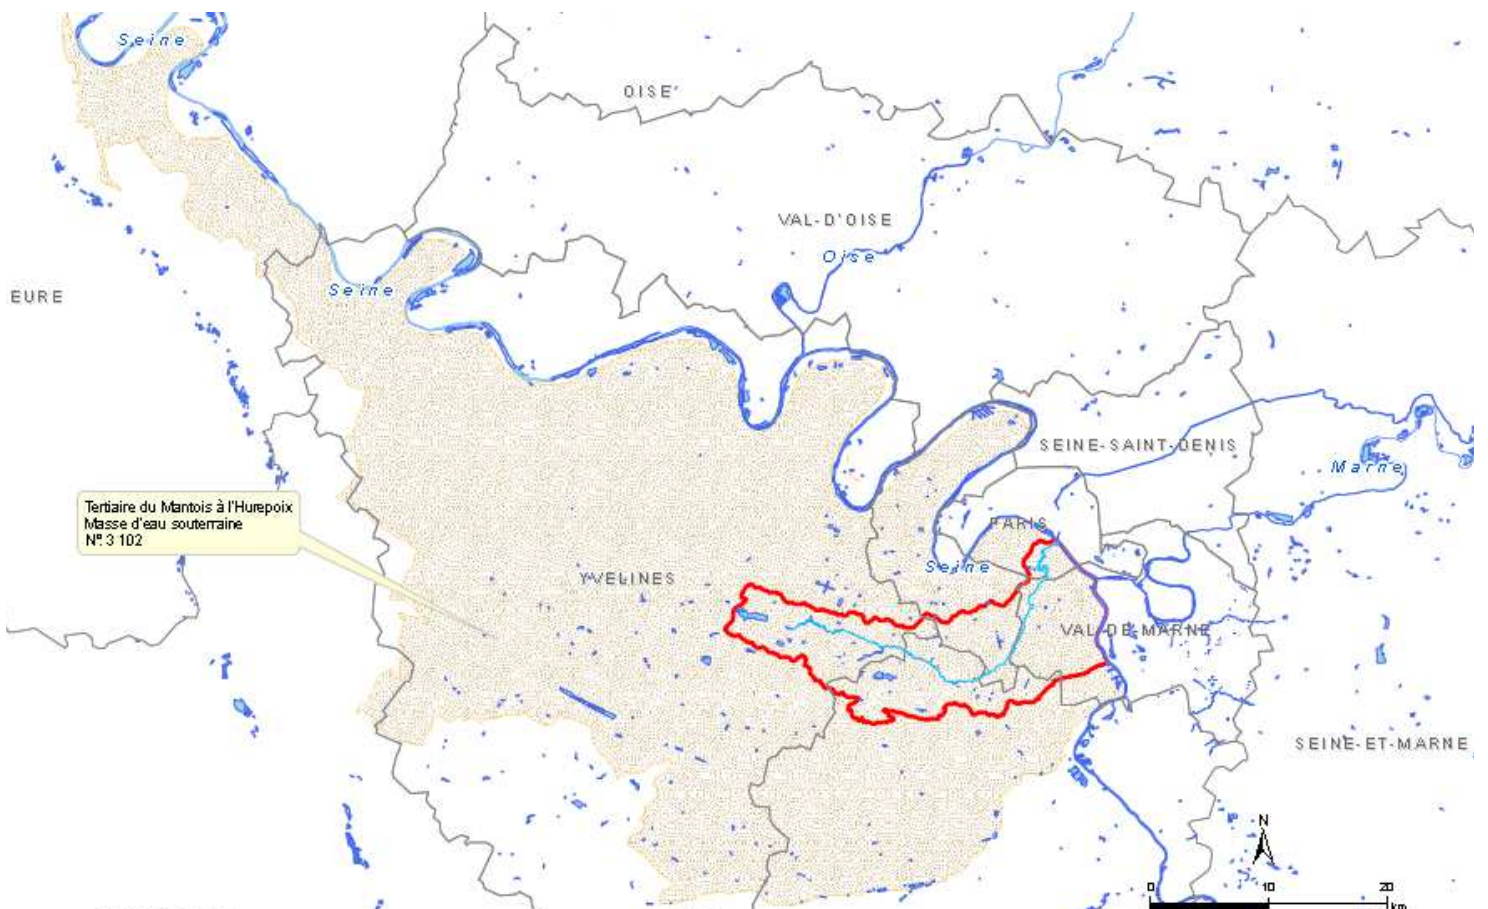 Seine
OISE
VAL-D'OISE
Oise
EURE
Seine
SEINE-SAINT-DENIS
Marne
Tertiaire du Mantois à l'Hurepoix
Masse d'eau souterraine
N°. 3 102
PARIS
Seine
YVELINES
VAL-DE-MARNE
SEINE-ET-MARNE
N
0 10 20
km